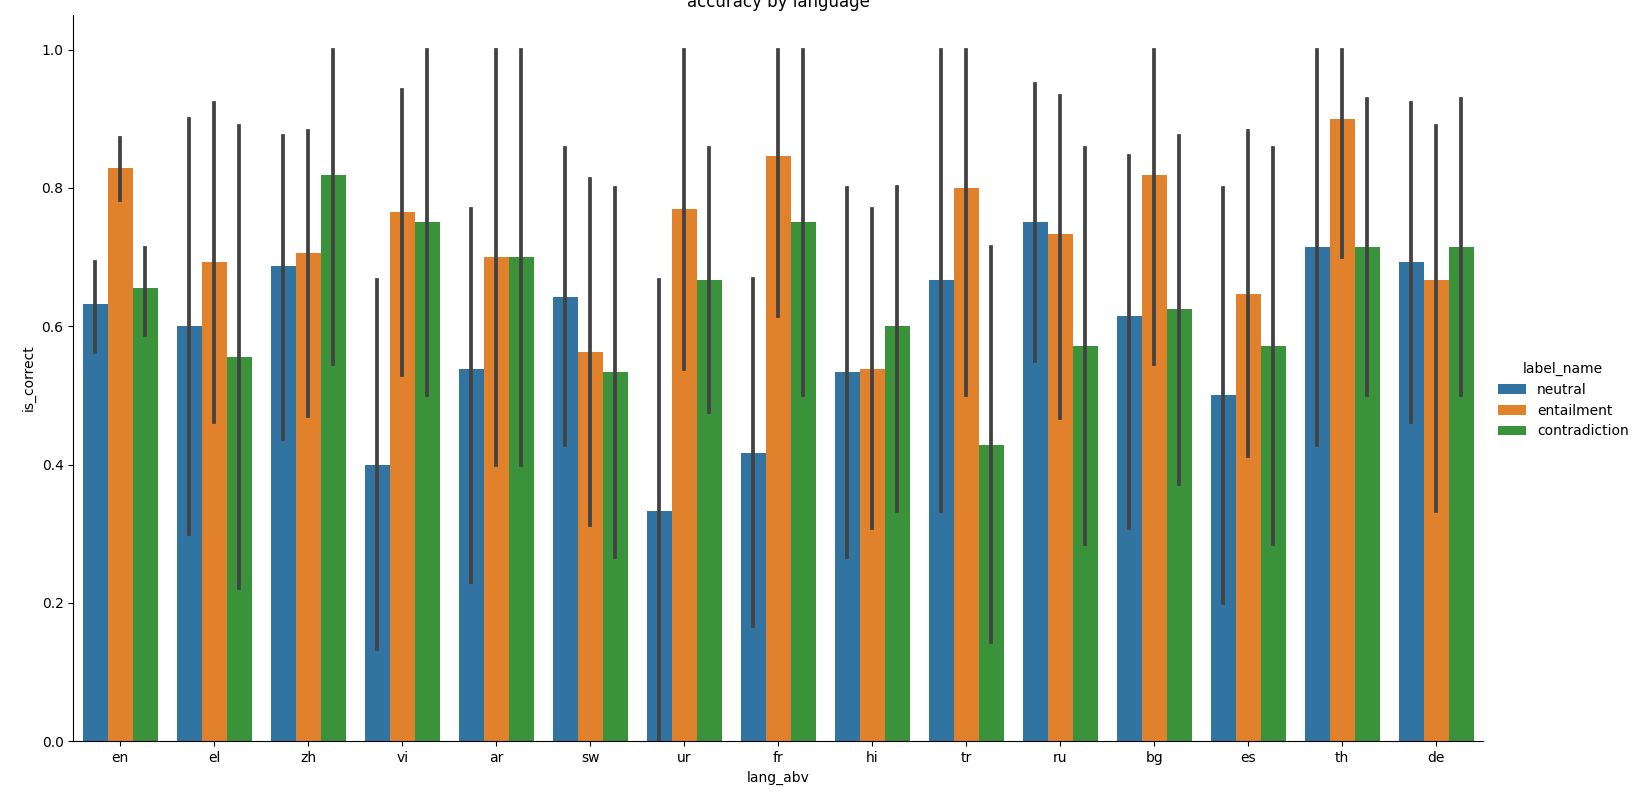 accuracy by language
1.0
0.8
0.6
0.4
0.2
0.0
is_correct
en el zh vi ar sw ur fr hi tr ru bg es th de
lang_abv
label_name
neutral
entailment
contradiction